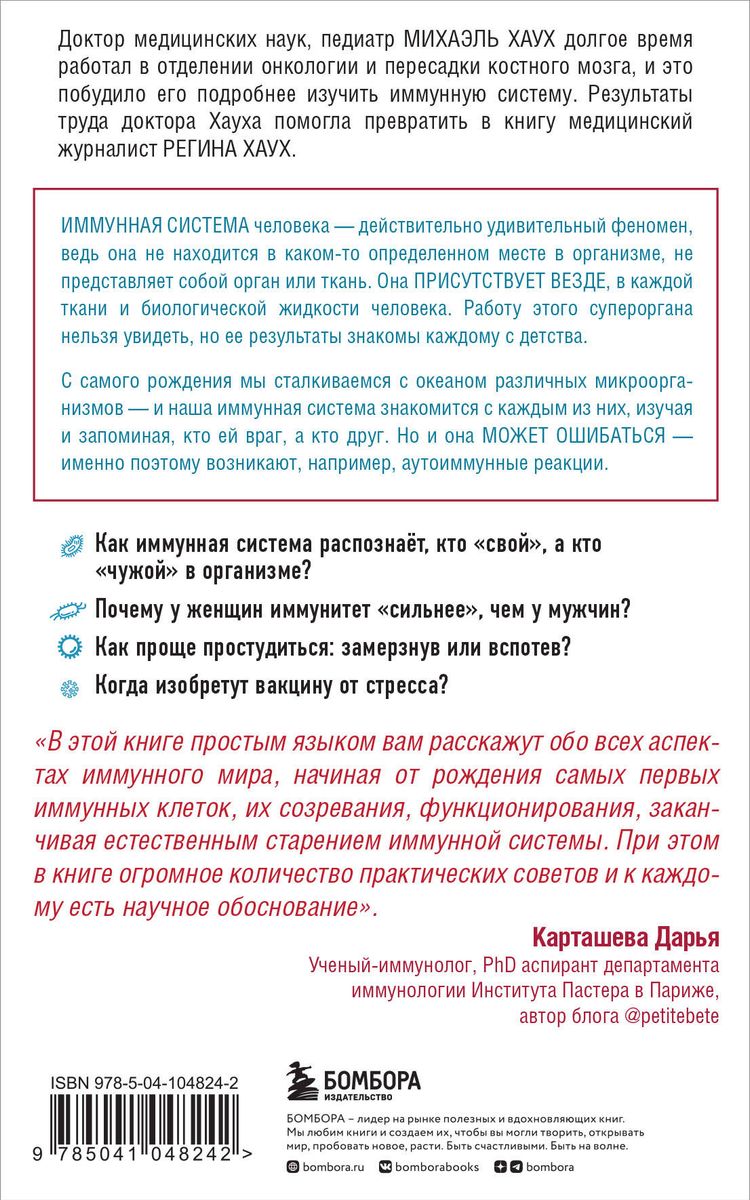 Доктор медицинских наук, педиатр МИХАЭЛЬ ХАУХ долгое время
работал в отделении онкологии и пересадки костного мозга, и это
побудило его подробнее изучить иммунную систему. Результаты
труда доктора Хауха помогла превратить в книгу медицинский
журналист РЕГИНА ХАУХ.
ИММУННАЯ СИСТЕМА человека — действительно удивительный феномен,
ведь она не находится в каком-то определенном месте в организме, не
представляет собой орган или ткань. Она ПРИСУТСТВУЕТ ВЕЗДЕ, в каждой
ткани и биологической жидкости человека. Работу этого супероргана
нельзя увидеть, но ее результаты знакомы каждому с детства.
С самого рождения мы сталкиваемся с океаном различных микроорга-
низмов — и наша иммунная система знакомится с каждым из них, изучая
и запоминая, кто ей враг, а кто друг. Но и она МОЖЕТ ОШИБАТЬСЯ —
именно поэтому возникают, например, аутоиммунные реакции.
Как иммунная система распознаёт, кто «свой», а кто
«чужой» в организме?
Почему у женщин иммунитет «сильнее», чем у мужчин?
Как проще простудиться: замерзнув или вспотев?
Когда изобретут вакцину от стресса?
«В этой книге простым языком вам расскажут обо всех аспек-
тах иммунного мира, начиная от рождения самых первых
иммунных клеток, их созревания, функционирования, закан-
чивая естественным старением иммунной системы. При этом
в книге огромное количество практических советов и к каждо-
му есть научное обоснование».
Карташева Дарья
Ученый-иммунолог, PhD аспирант департамента
иммунологии Института Пастера в Париже,
автор блога @petitebete
ISBN 978-5-04-104824-2
9 785041 048242 >
БОМБОРА
ИЗДАТЕЛЬСТВО
БОМБОРА – лидер на рынке полезных и вдохновляющих книг.
Мы любим книги и создаем их, чтобы вы могли творить, открывать
мир, пробовать новое, расти. Быть счастливыми. Быть на волне.
bombora.ru bomborabooks bombora